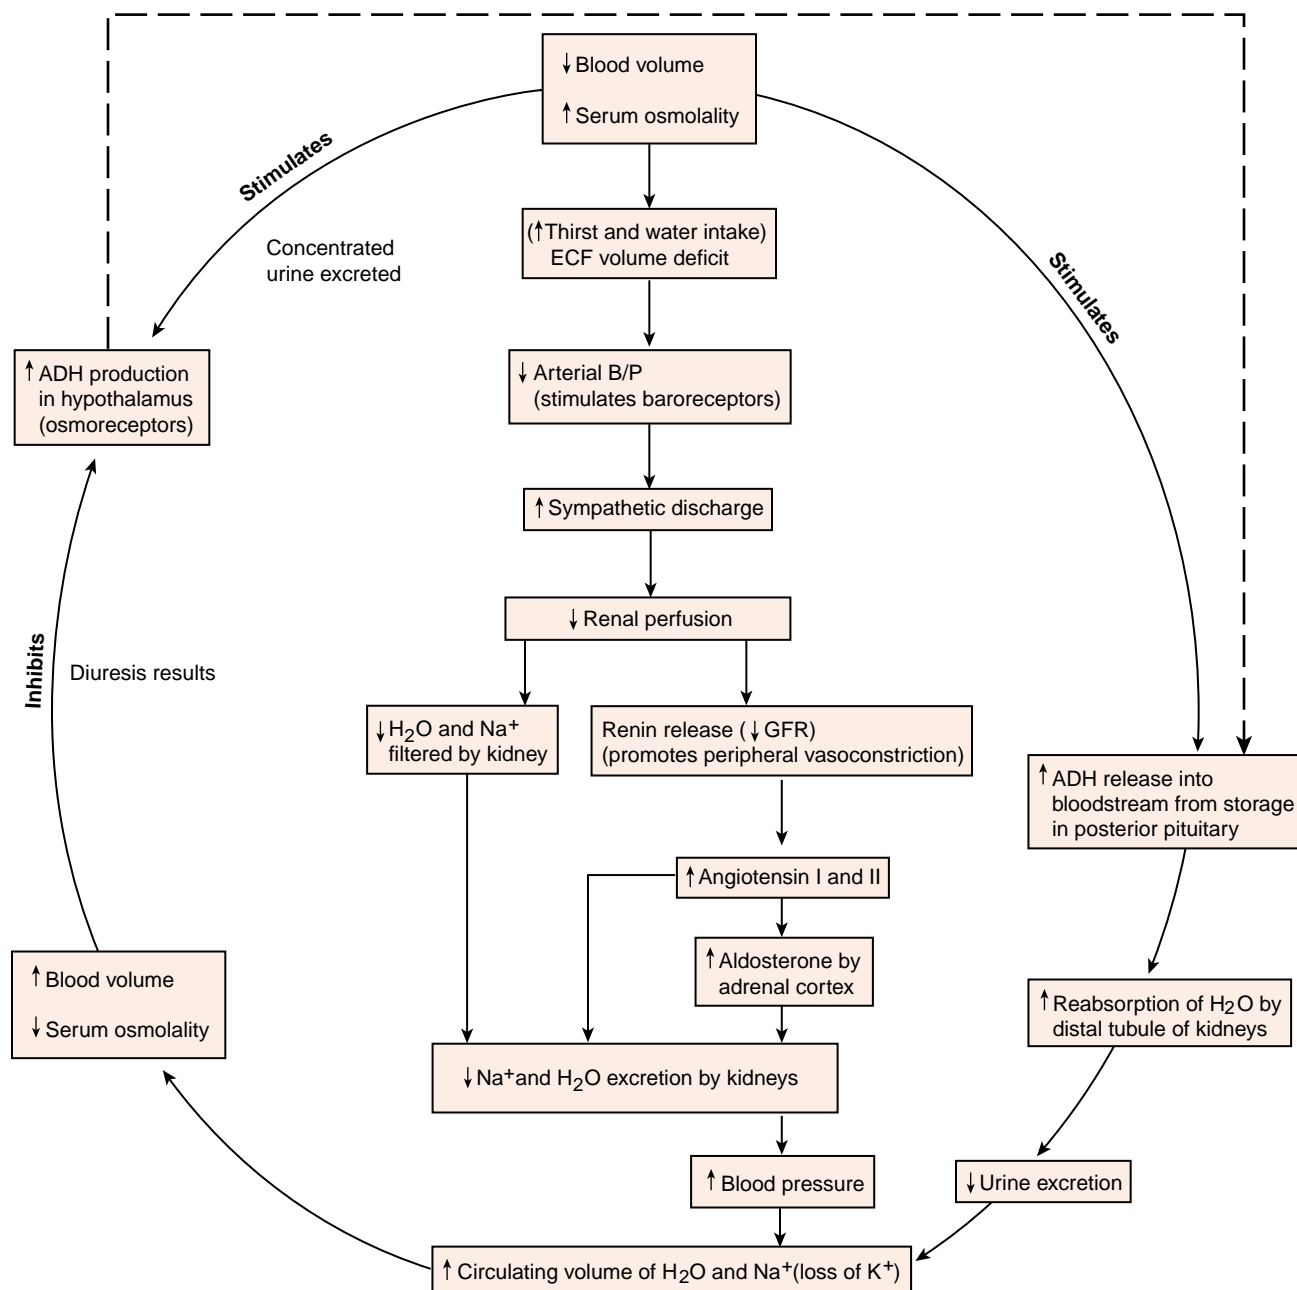 ↓ Blood volume
↑ Serum osmolality
Stimulates
Concentrated
urine excreted
Stimulates
(↑Thirst and water intake)
ECF volume deficit
↑ ADH production
in hypothalamus
(osmoreceptors)
↓ Arterial B/P
(stimulates baroreceptors)
↑ Sympathetic discharge
↓ Renal perfusion
Inhibits
Diuresis results
↓ H₂O and Na⁺
filtered by kidney
Renin release (↓ GFR)
(promotes peripheral vasoconstriction)
↑ ADH release into
bloodstream from storage
in posterior pituitary
↑ Angiotensin I and II
↑ Aldosterone by
adrenal cortex
↑ Blood volume
↓ Serum osmolality
↑ Reabsorption of H₂O by
distal tubule of kidneys
↓ Na⁺and H₂O excretion by kidneys
↑ Blood pressure
↓ Urine excretion
↑ Circulating volume of H₂O and Na⁺(loss of K⁺)